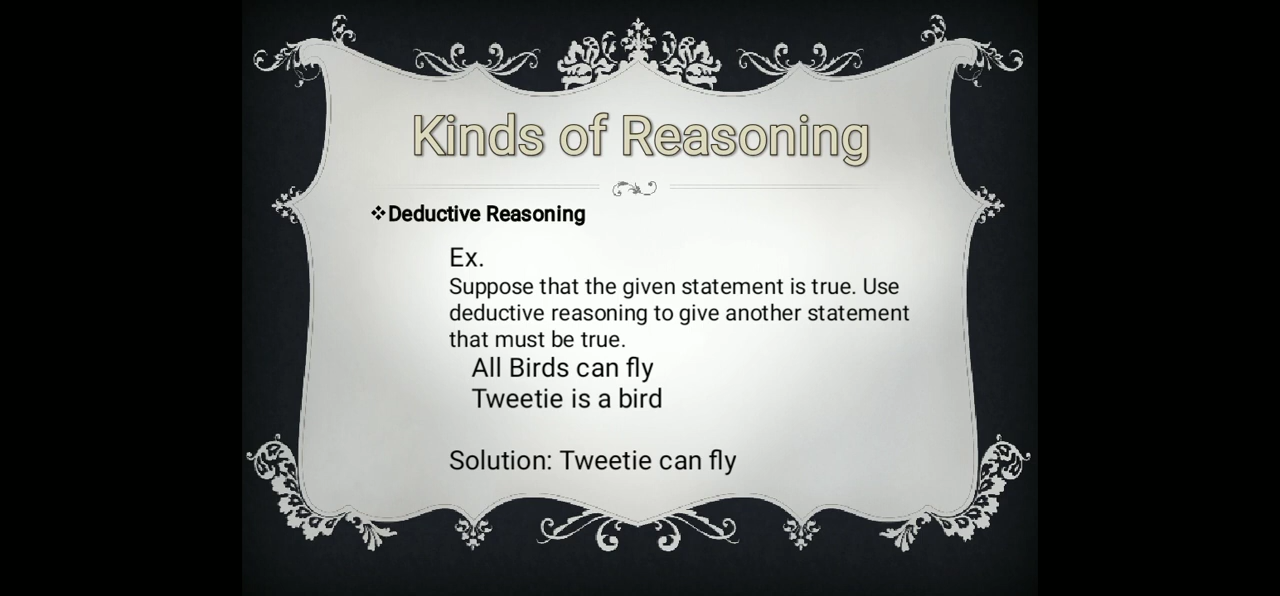 Kinds of Reasoning
❖Deductive Reasoning
Ex.
Suppose that the given statement is true. Use
deductive reasoning to give another statement
that must be true.
All Birds can fly
Tweetie is a bird
Solution: Tweetie can fly